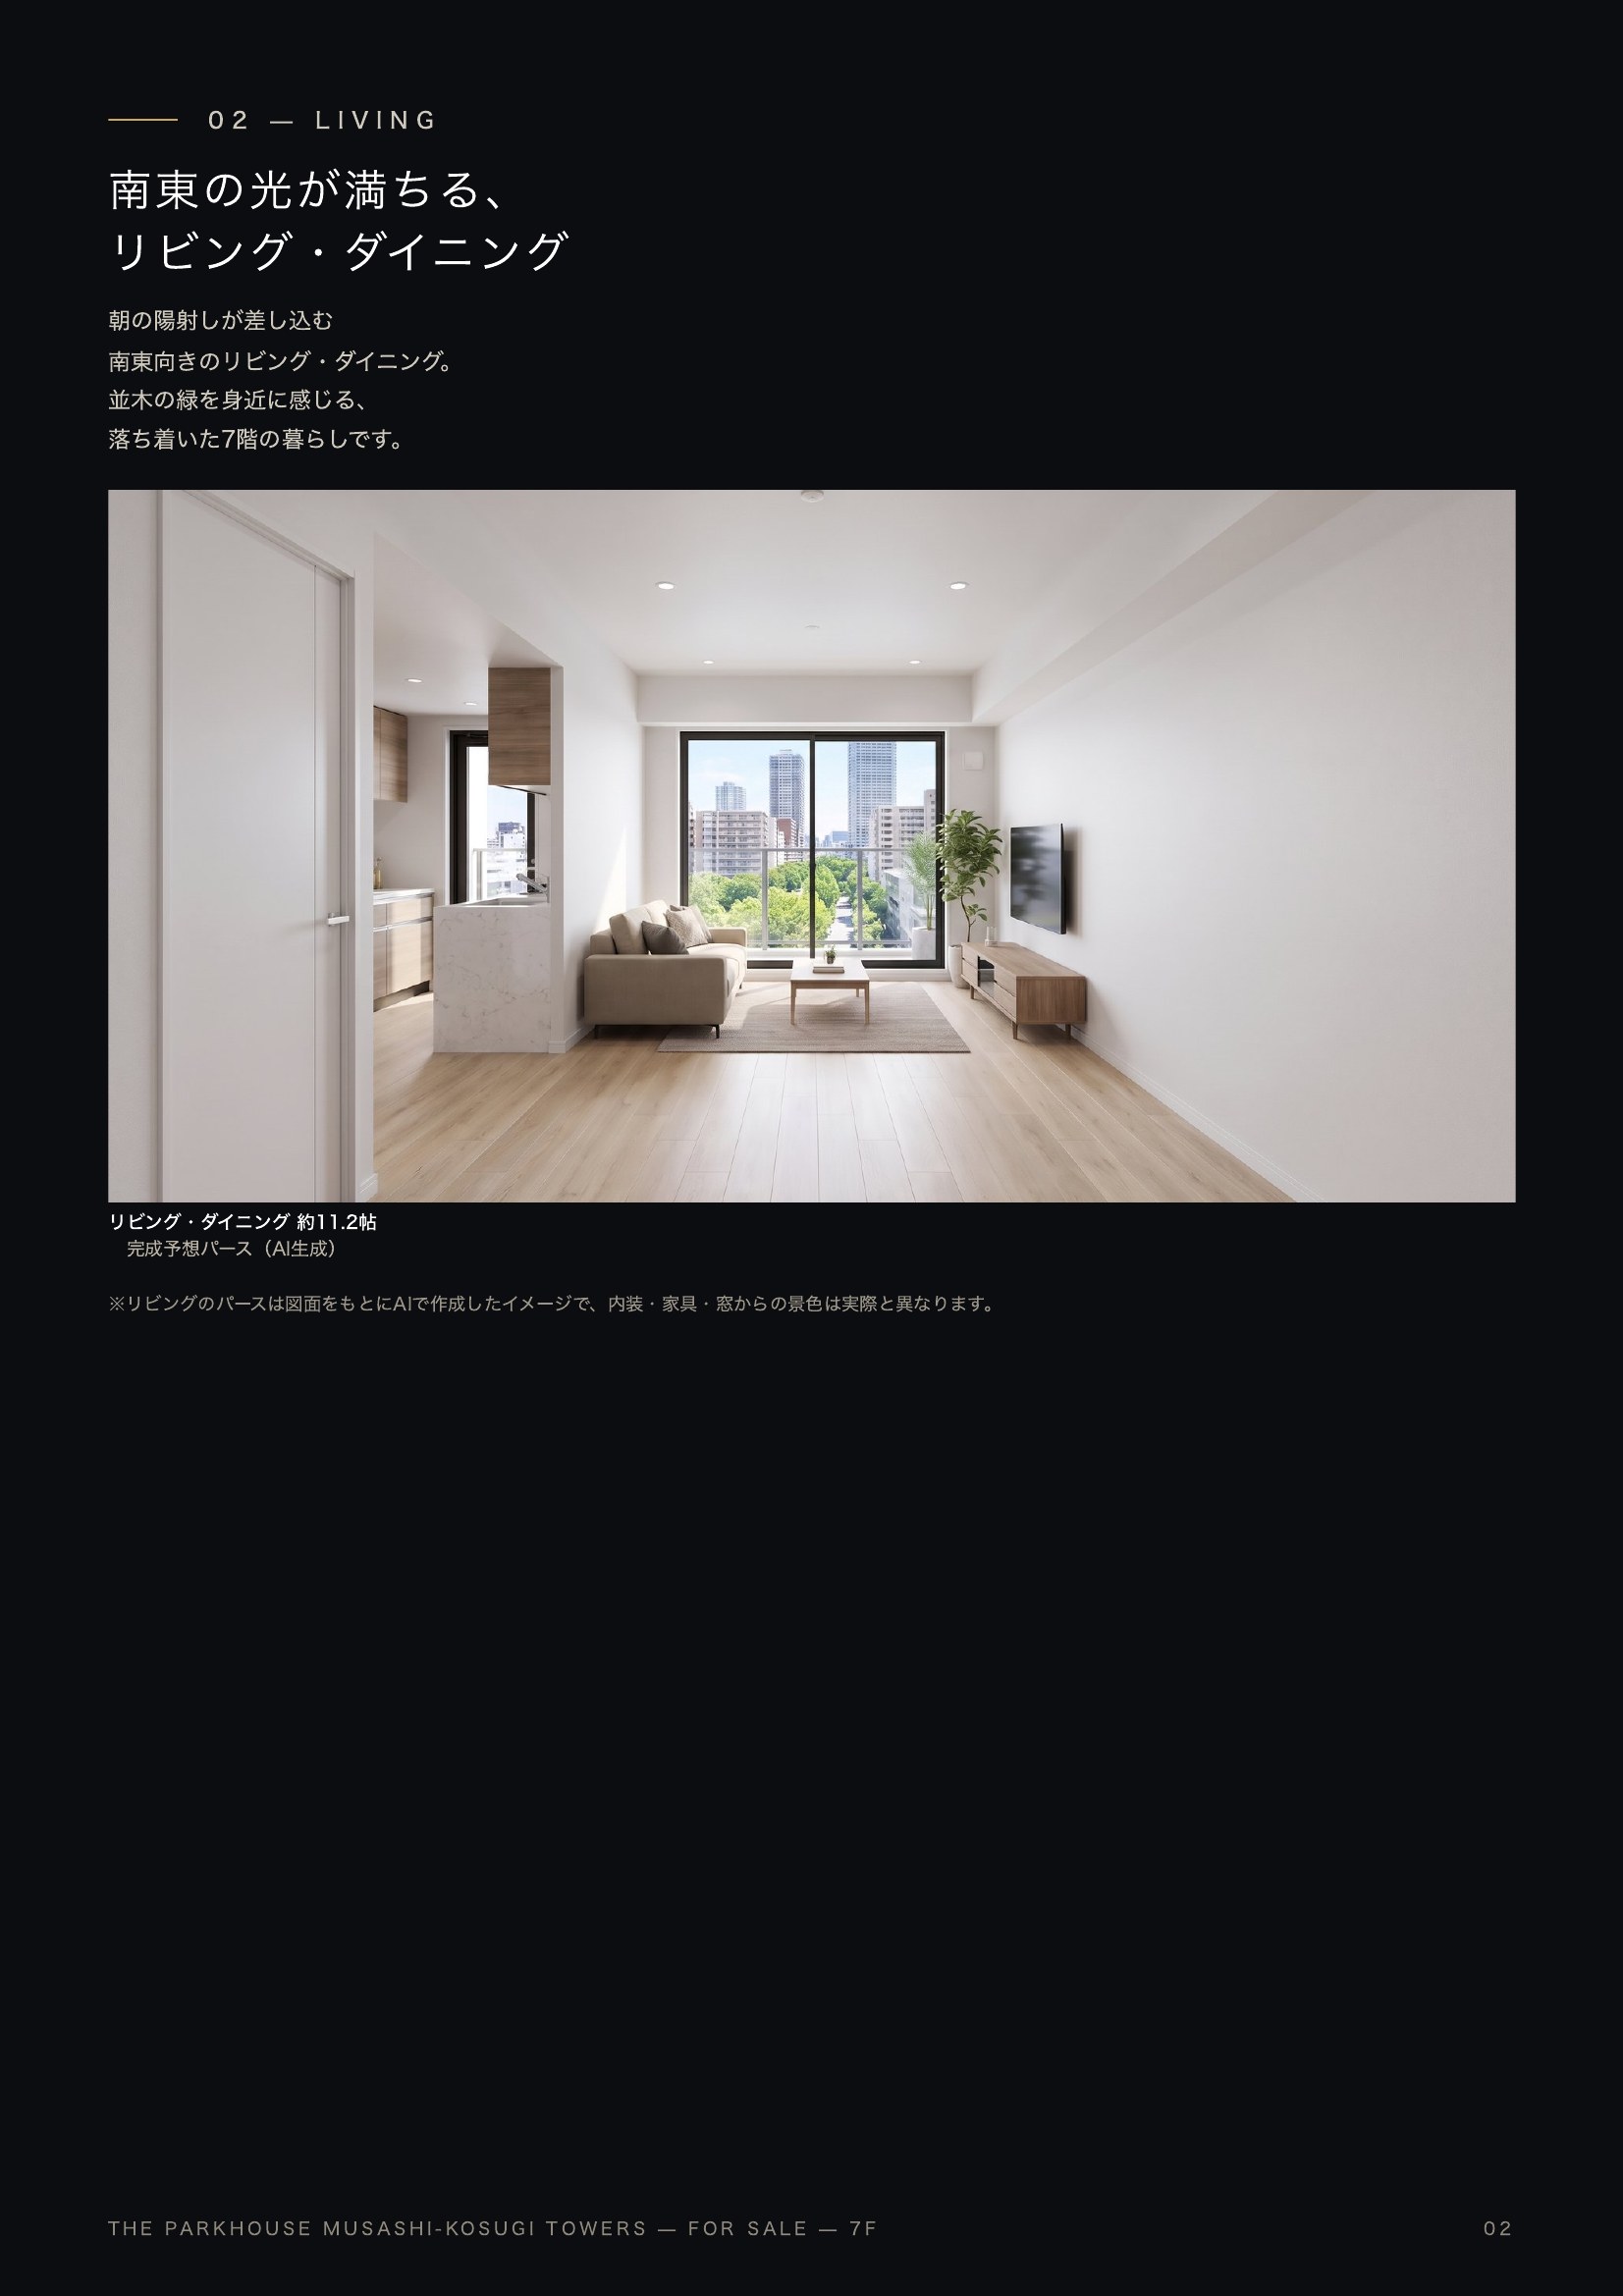 02 — LIVING
南東の光が満ちる、
リビング・ダイニング
朝の陽射しが差し込む
南東向きのリビング・ダイニング。
並木の緑を身近に感じる、
落ち着いた7階の暮らしです。
リビング・ダイニング 約11.2帖
完成予想パース（AI生成）
※リビングのパースは図面をもとにAIで作成したイメージで、内装・家具・窓からの景色は実際と異なります。
THE PARKHOUSE MUSASHI-KOSUGI TOWERS — FOR SALE — 7F
02